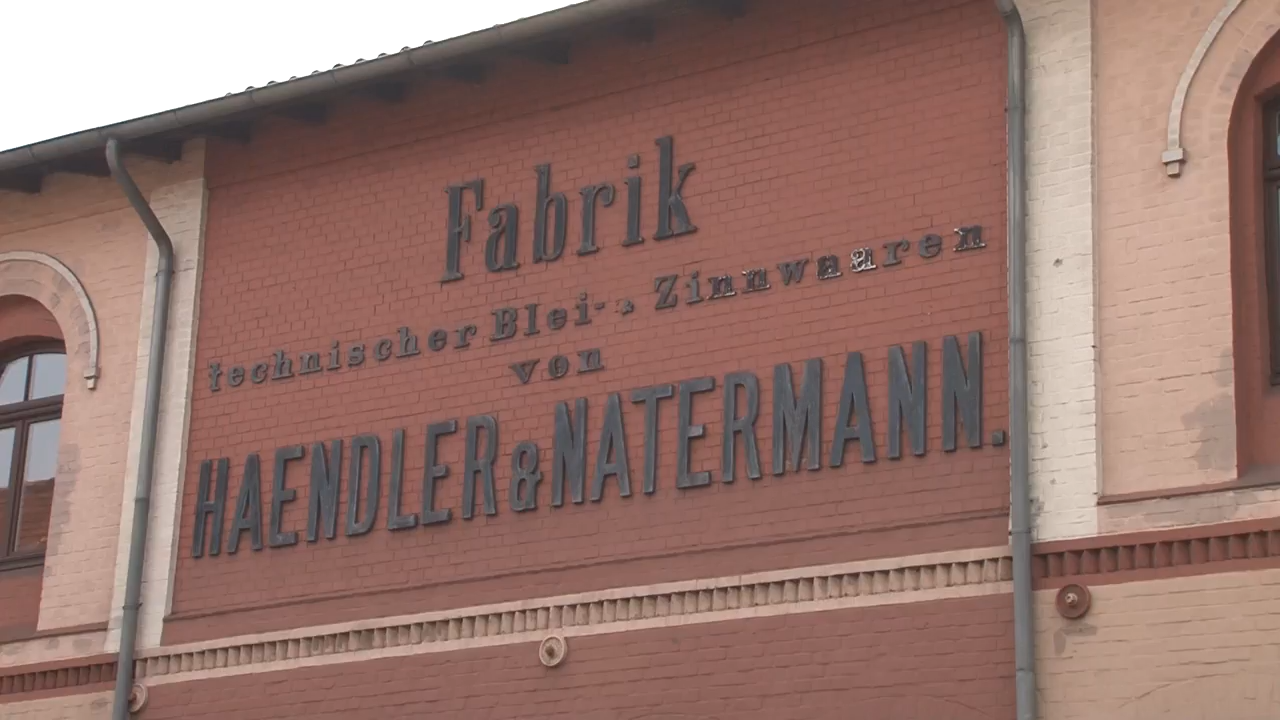 Fabrik
technischer Blei- & Zinnwaaren
von
HAENDLER & NATERMANN.